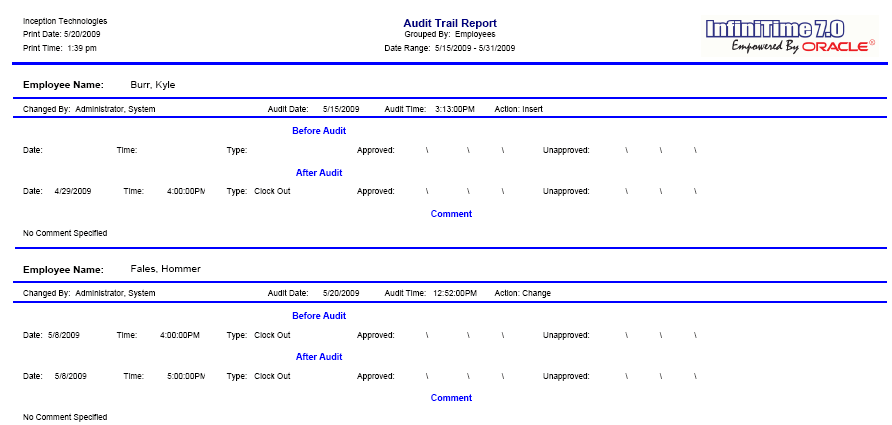 Inception Technologies
Print Date: 5/20/2009
Print Time: 1:39 pm
Audit Trail Report
Grouped By: Employees
Date Range: 5/15/2009 - 5/31/2009
InfiniTime 7.0
Empowered By ORACLE®
Employee Name: Burr, Kyle
Changed By: Administrator, System Audit Date: 5/15/2009 Audit Time: 3:13:00PM Action: Insert
Before Audit
Date: Time: Type: Approved: \ \ \ Unapproved: \ \ \
After Audit
Date: 4/29/2009 Time: 4:00:00PM Type: Clock Out Approved: \ \ \ Unapproved: \ \ \
Comment
No Comment Specified
Employee Name: Fales, Hommer
Changed By: Administrator, System Audit Date: 5/20/2009 Audit Time: 12:52:00PM Action: Change
Before Audit
Date: 5/8/2009 Time: 4:00:00PM Type: Clock Out Approved: \ \ \ Unapproved: \ \ \
After Audit
Date: 5/8/2009 Time: 5:00:00PM Type: Clock Out Approved: \ \ \ Unapproved: \ \ \
Comment
No Comment Specified